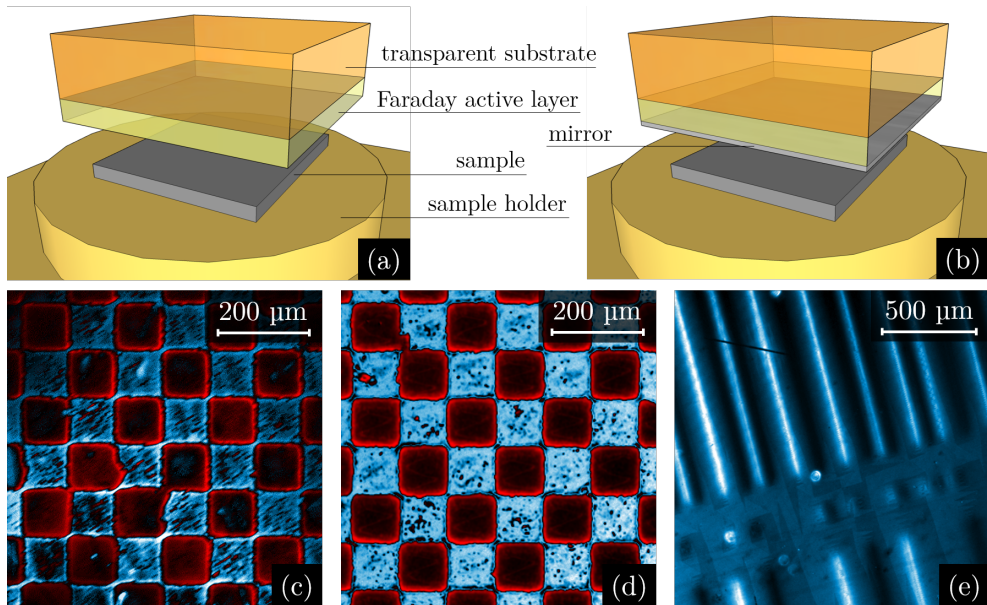 transparent substrate
Faraday active layer
mirror
sample
sample holder
(a)
(b)
200 µm
200 µm
500 µm
(c)
(d)
(e)